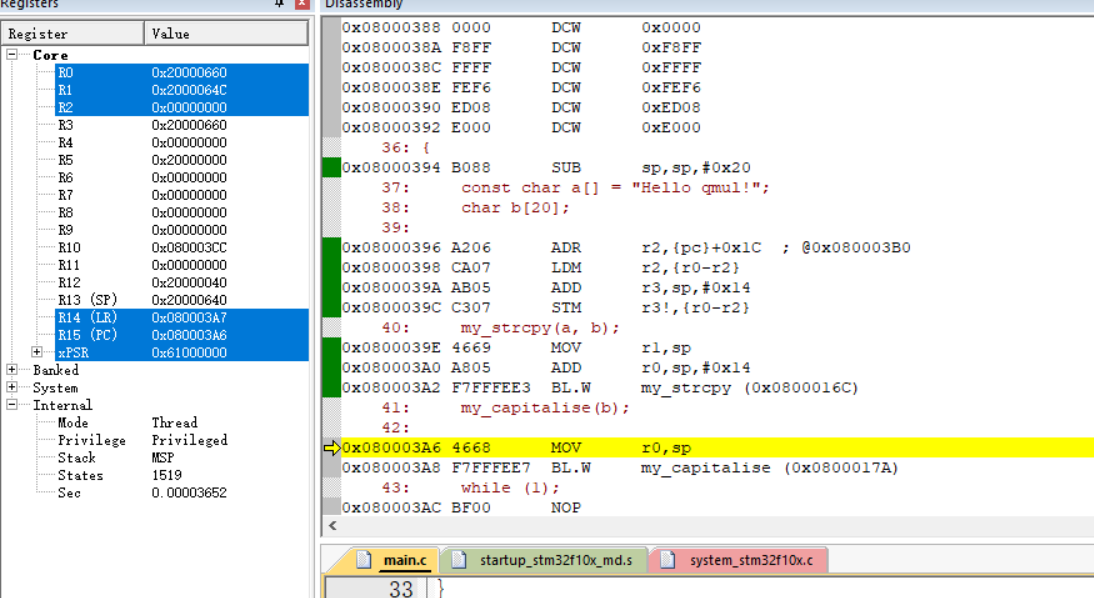 Registers
Register Value
Core
R0 0x20000660
R1 0x2000064C
R2 0x00000000
R3 0x20000660
R4 0x00000000
R5 0x20000000
R6 0x00000000
R7 0x00000000
R8 0x00000000
R9 0x00000000
R10 0x080003CC
R11 0x00000000
R12 0x20000040
R13 (SP) 0x20000640
R14 (LR) 0x080003A7
R15 (PC) 0x080003A6
xPSR 0x61000000
Banked
System
Internal
Mode Thread
Privilege Privileged
Stack MSP
States 1519
Sec 0.00003652
Disassembly
0x08000388 0000 DCW 0x0000
0x0800038A F8FF DCW 0xF8FF
0x0800038C FFFF DCW 0xFFFF
0x0800038E FEF6 DCW 0xFEF6
0x08000390 ED08 DCW 0xED08
0x08000392 E000 DCW 0xE000
36: {
0x08000394 B088 SUB sp,sp,#0x20
37: const char a[] = "Hello qmul!";
38: char b[20];
39:
0x08000396 A206 ADR r2,{pc}+0x1C ; @0x080003B0
0x08000398 CA07 LDM r2,{r0-r2}
0x0800039A AB05 ADD r3,sp,#0x14
0x0800039C C307 STM r3!,{r0-r2}
40: my_strcpy(a, b);
0x0800039E 4669 MOV r1,sp
0x080003A0 A805 ADD r0,sp,#0x14
0x080003A2 F7FFFEE3 BL.W my_strcpy (0x0800016C)
41: my_capitalise(b);
42:
0x080003A6 4668 MOV r0,sp
0x080003A8 F7FFFEE7 BL.W my_capitalise (0x0800017A)
43: while (1);
0x080003AC BF00 NOP
main.c startup_stm32f10x_md.s system_stm32f10x.c
33 }